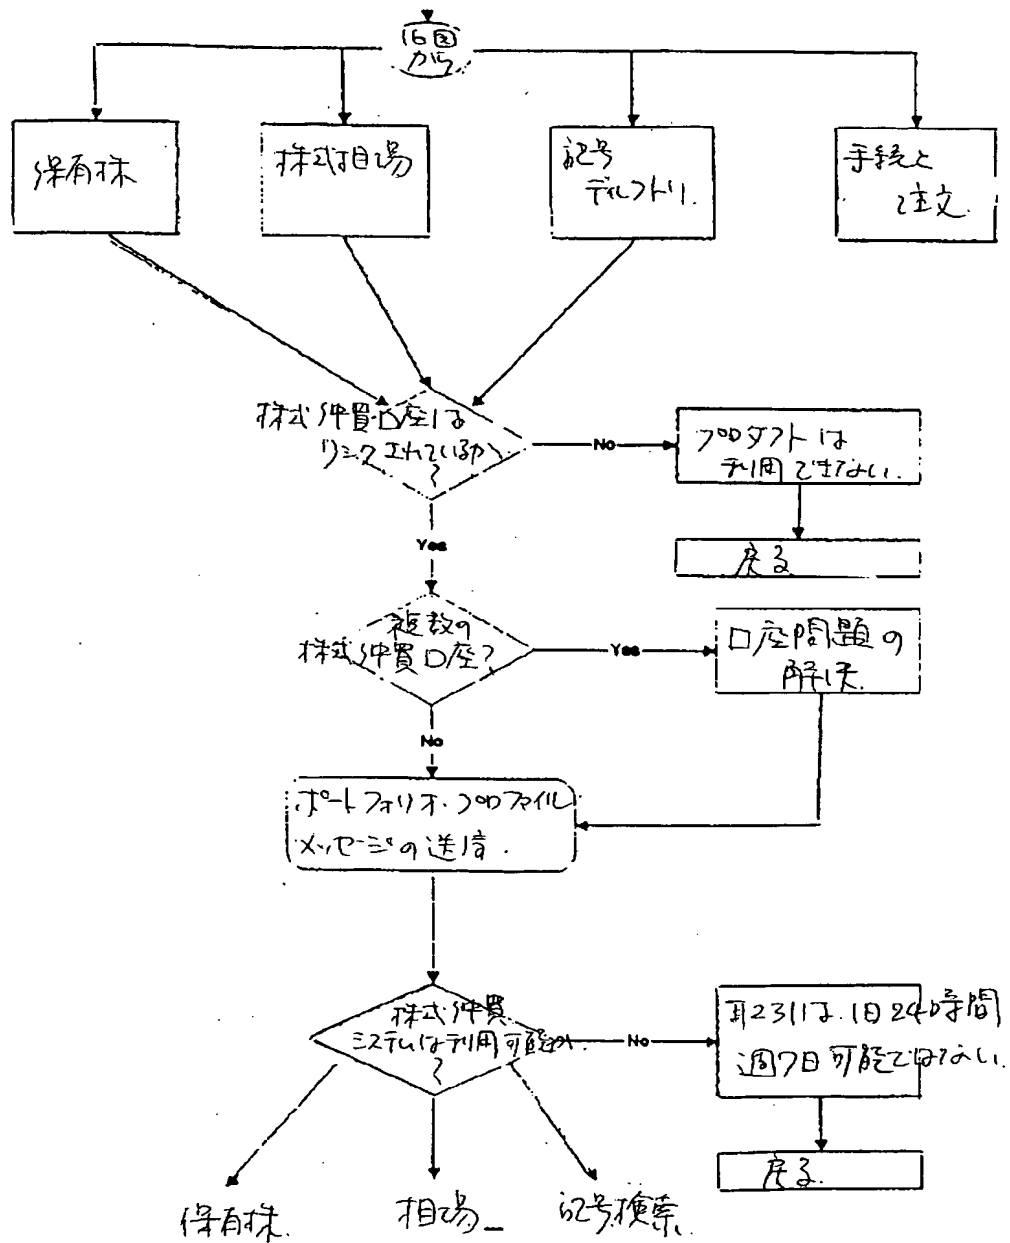 16図
から
保有株
株式相場
記号
ディレクトリ.
手続と
注文.
株式仲買口座は
リンクされているか
?
No
プロダクトは
利用できない.
戻る
Yes
複数の
株式仲買口座?
Yes
口座問題の
解決.
No
ポートフォリオ・プロファイル
メッセージの送信.
株式仲買
システムは利用可能か.
?
No
は、1日24時間
週7日可能ではない.
戻る.
保有株.
相場
記号検索.